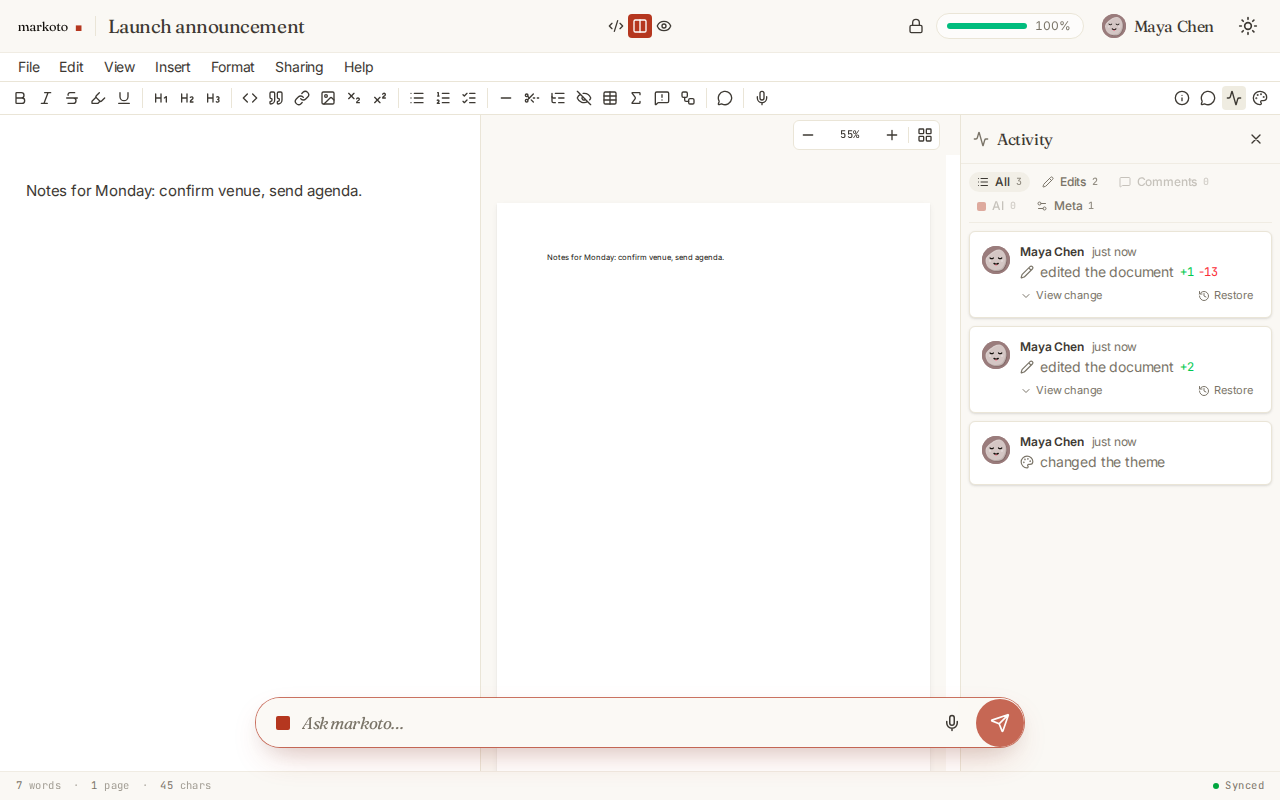 markoto
Launch announcement
100%
Maya Chen
File Edit View Insert Format Sharing Help
H1 H2 H3
55%
Activity
All 3 Edits 2 Comments 0
AI 0 Meta 1
Notes for Monday: confirm venue, send agenda.
Notes for Monday: confirm venue, send agenda.
Maya Chen just now
edited the document +1 -13
View change Restore
Maya Chen just now
edited the document +2
View change Restore
Maya Chen just now
changed the theme
Ask markoto...
7 words · 1 page · 45 chars
Synced